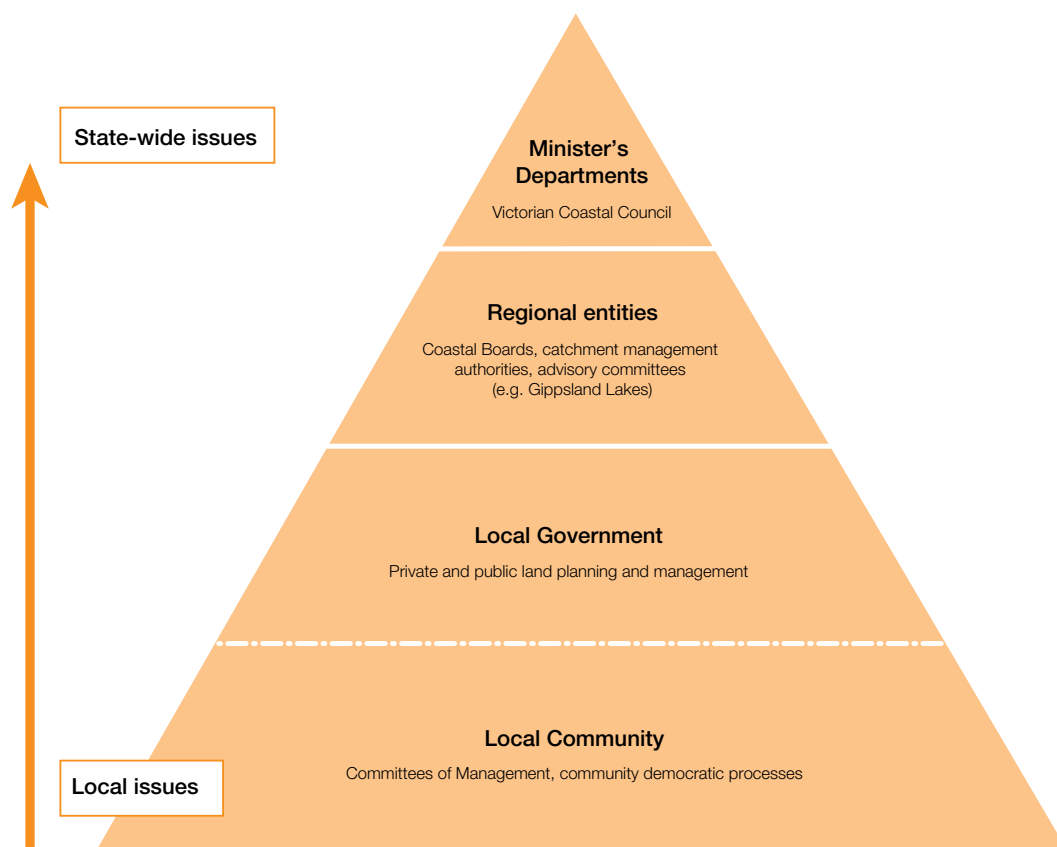 State-wide issues
Minister's
Departments
Victorian Coastal Council
Regional entities
Coastal Boards, catchment management
authorities, advisory committees
(e.g. Gippsland Lakes)
Local Government
Private and public land planning and management
Local Community
Committees of Management, community democratic processes
Local issues